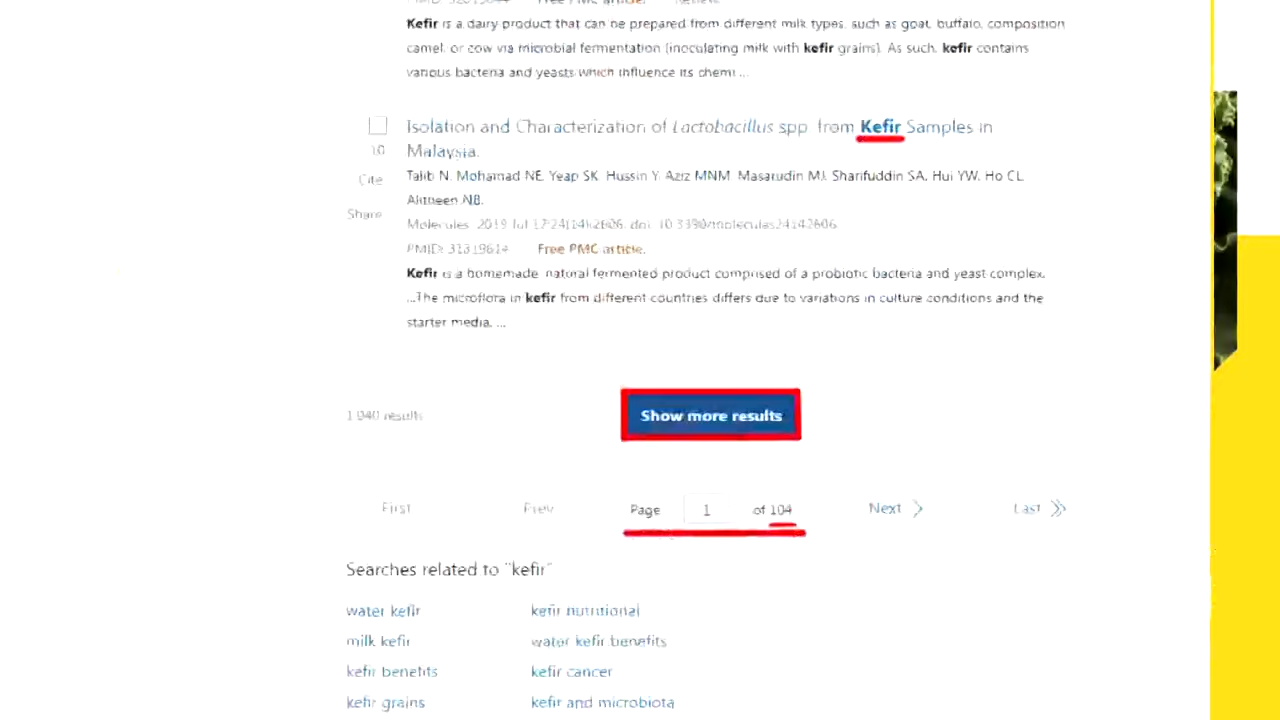 Free PMC article. Review.
Kefir is a dairy product that can be prepared from different milk types, such as goat, buffalo, composition
camel, or cow via microbial fermentation (inoculating milk with kefir grains). As such, kefir contains
various bacteria and yeasts which influence its chemi ...
Isolation and Characterization of Lactobacillus spp. from Kefir Samples in
10 Malaysia.
Cite Talib N, Mohamad NE, Yeap SK, Hussin Y, Aziz MNM, Masarudin MJ, Sharifuddin SA, Hui YW, Ho CL,
Alitheen NB.
Share Molecules. 2019 Jul 17;24(14):2606. doi: 10.3390/molecules24142606.
PMID: 31319614 Free PMC article.
Kefir is a homemade, natural fermented product comprised of a probiotic bacteria and yeast complex.
...The microflora in kefir from different countries differs due to variations in culture conditions and the
starter media. ...
1 040 results Show more results
First Prev Page 1 of 104 Next Last
Searches related to "kefir"
water kefir kefir nutritional
milk kefir water kefir benefits
kefir benefits kefir cancer
kefir grains kefir and microbiota